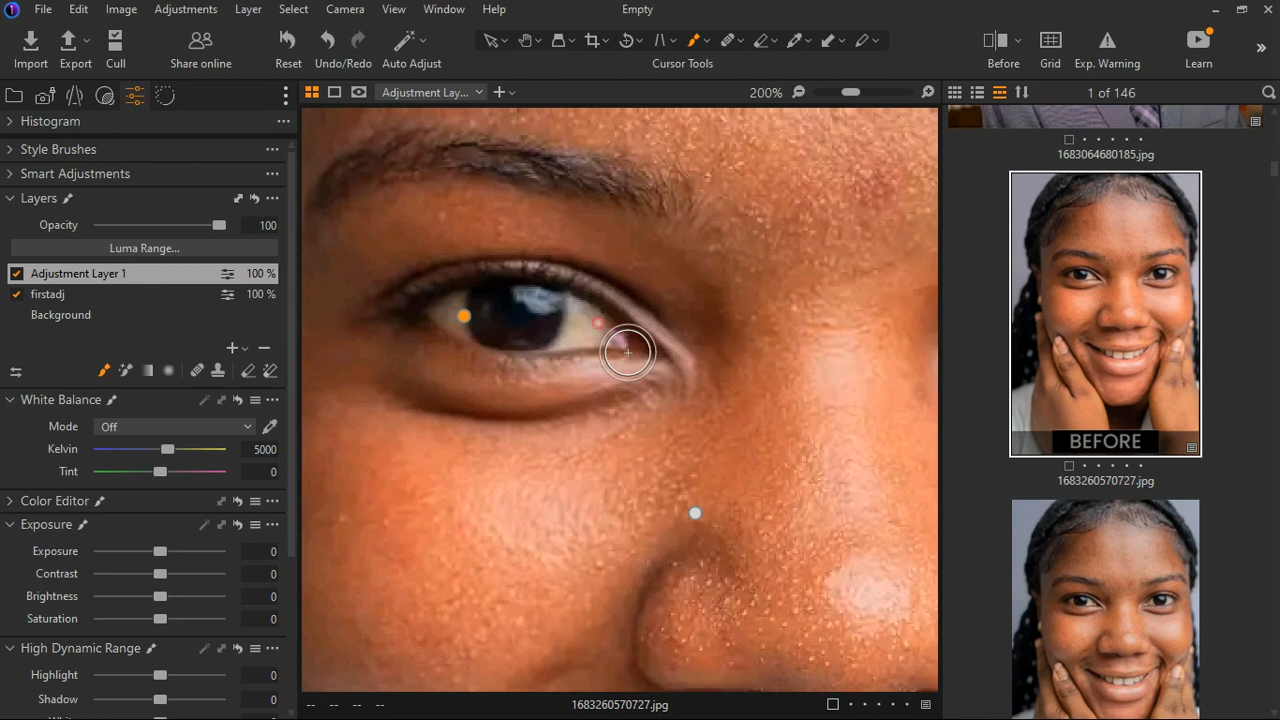 File Edit Image Adjustments Layer Select Camera View Window Help Empty
Import Export Cull Share online Reset Undo/Redo Auto Adjust Cursor Tools Before Grid Exp. Warning Learn
Adjustment Lay... 200% 1 of 146
Histogram
Style Brushes
Smart Adjustments
Layers
Opacity 100
Luma Range...
Adjustment Layer 1 100 %
firstadj 100 %
Background
White Balance
Mode Off
Kelvin 5000
Tint 0
Color Editor
Exposure
Exposure 0
Contrast 0
Brightness 0
Saturation 0
High Dynamic Range
Highlight 0
Shadow 0
1683260570727.jpg
1683064680185.jpg
BEFORE
1683260570727.jpg